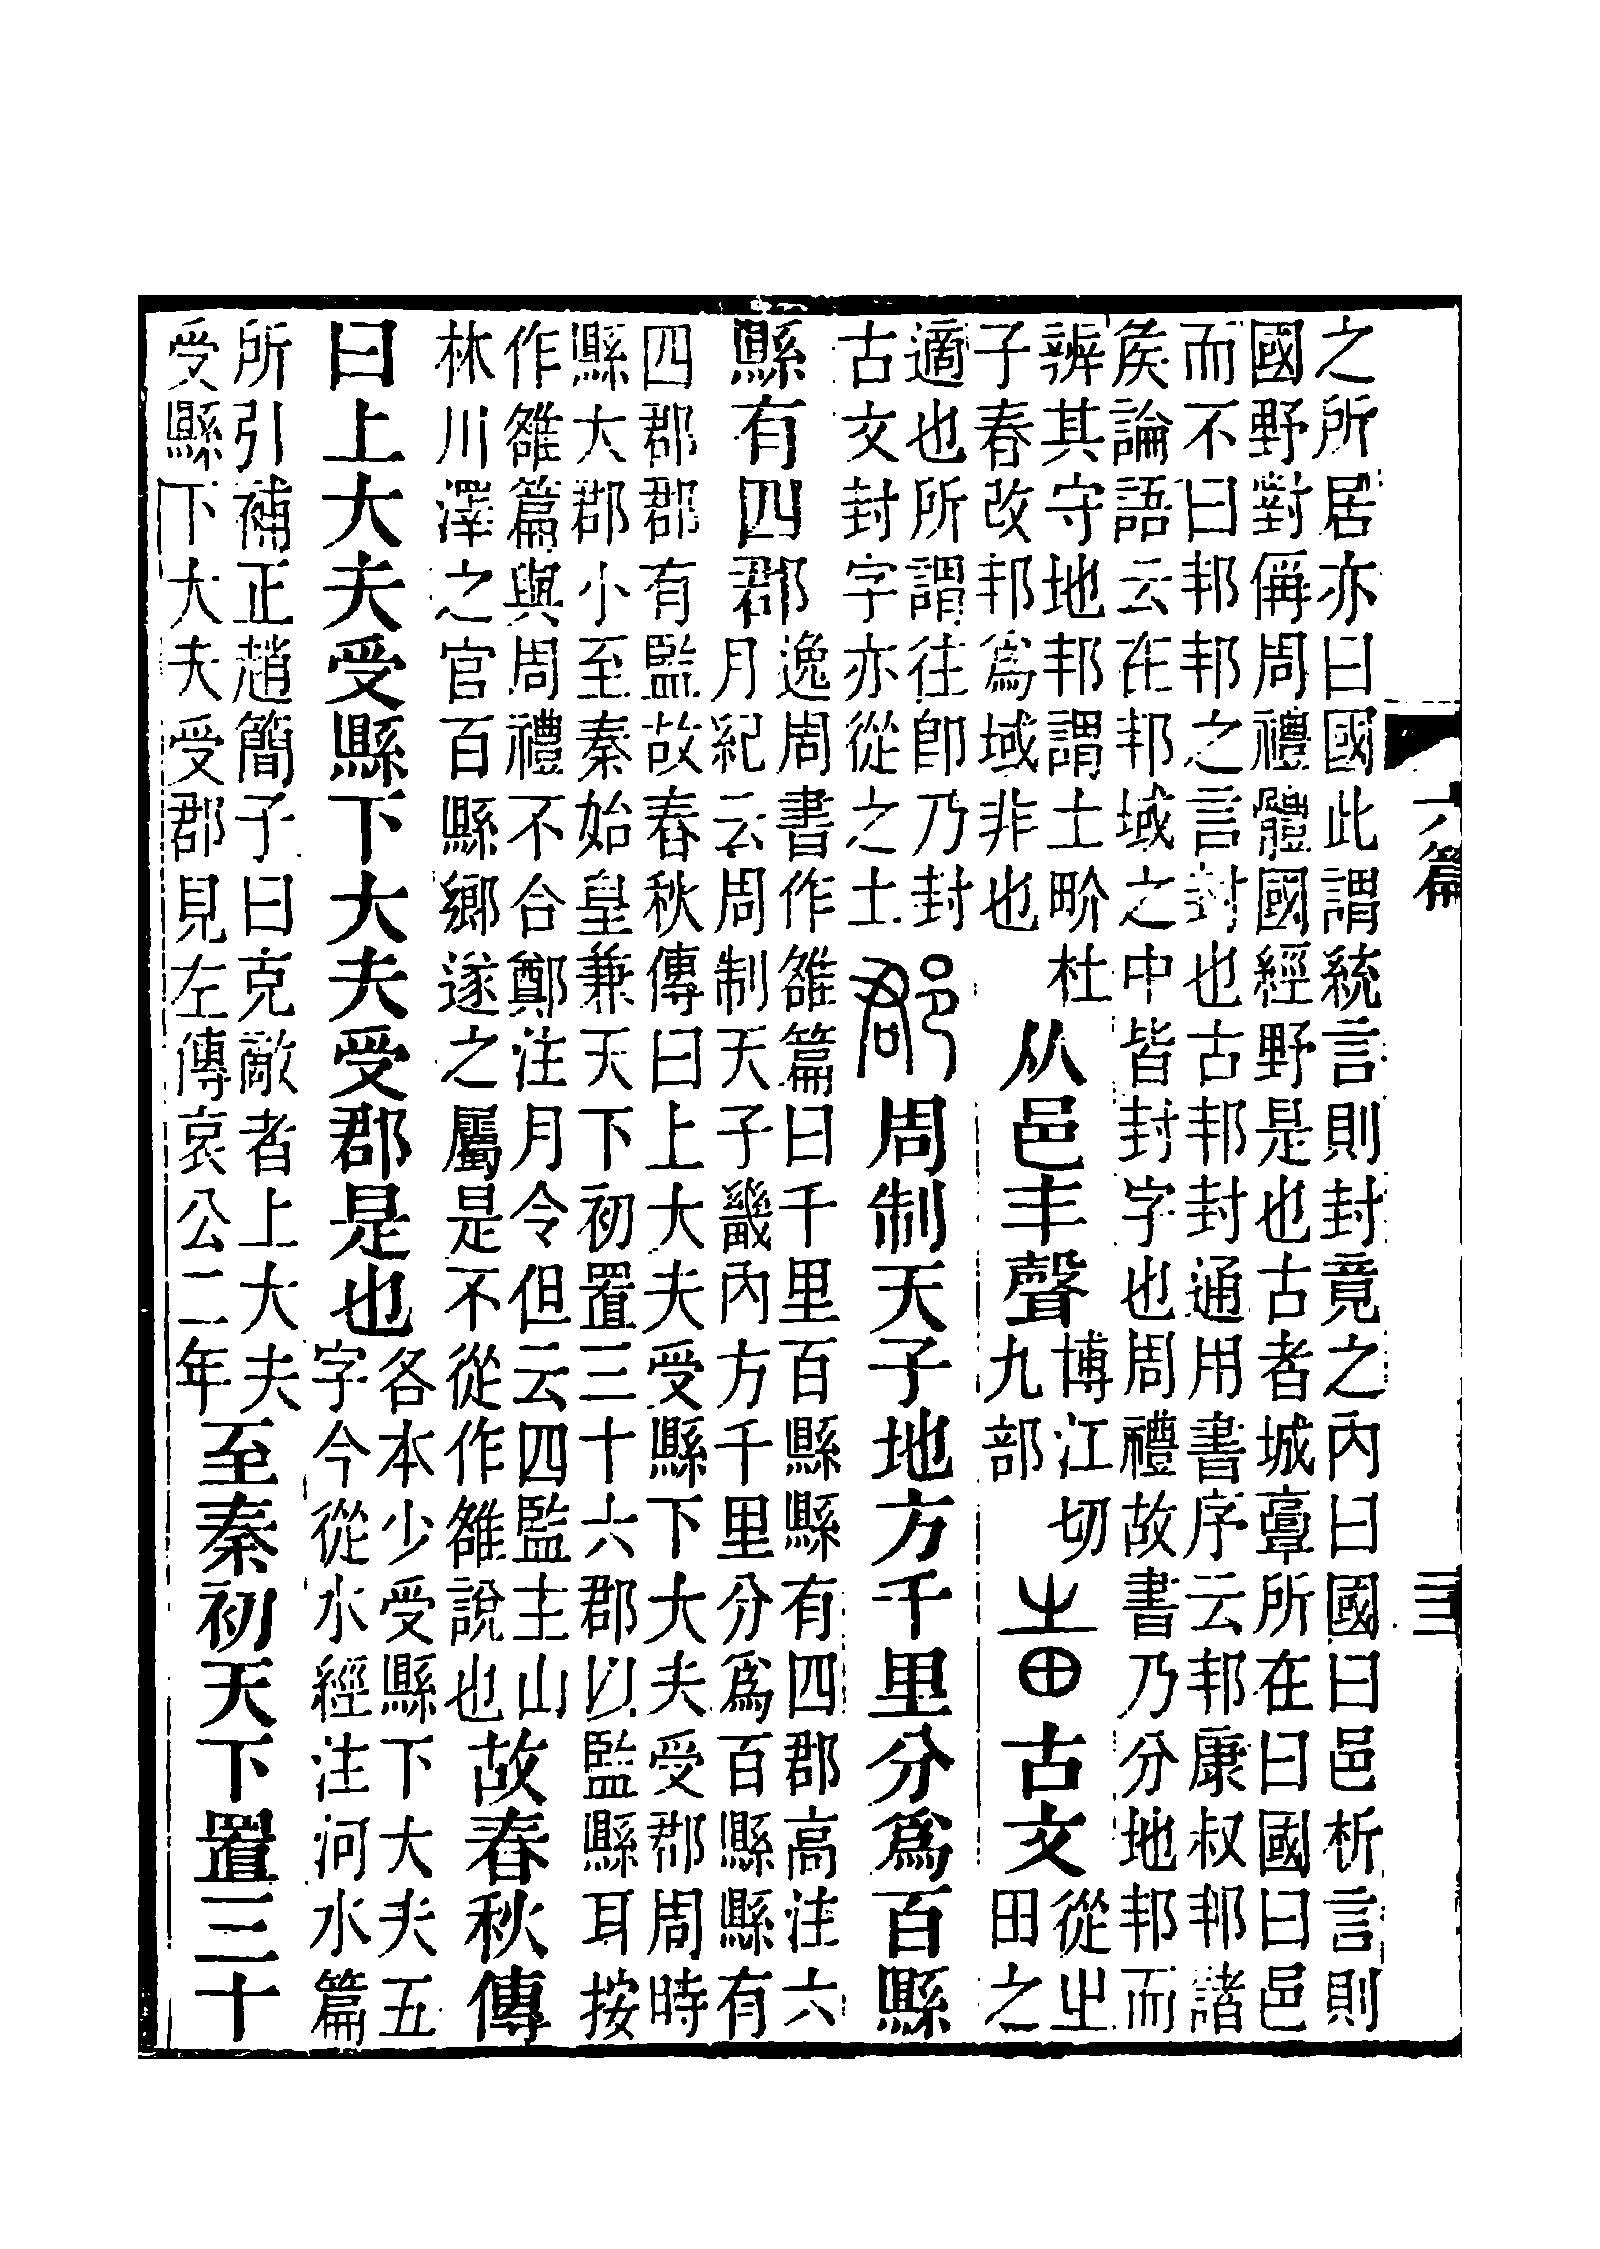 六篇
之所居亦曰國此謂統言則封竟之內曰國曰邑析言則
國野對偁周禮體國經野是也古者城𩫏所在曰國曰邑
而不曰邦邦之言封也古邦封通用書序云邦康叔邦諸
矦論語云在邦域之中皆封字也周禮故書乃分地邦而
辨其守地邦謂土畍杜
子春改邦爲域非也
从邑丰聲
博江切
九部
古文
從㞢
田之
適也所謂往卽乃封
古文封字亦從之土
郡周制天子地方千里分爲百縣
縣有四郡
逸周書作雒篇曰千里百縣縣有四郡高注六
月紀云周制天子畿內方千里分爲百縣縣有
四郡郡有監故春秋傳曰上大夫受縣下大夫受郡周時
縣大郡小至秦始皇兼天下初置三十六郡以監縣耳按
作雒篇與周禮不合鄭注月令但云四監主山
林川澤之官百縣鄉遂之屬是不從作雒說也
故春秋傳
曰上大夫受縣下大夫受郡是也
各本少受縣下大夫五
字今從水經注河水篇
所引補正趙簡子曰克敵者上大夫
受縣下大夫受郡見左傳哀公二年
至秦初天下置三十